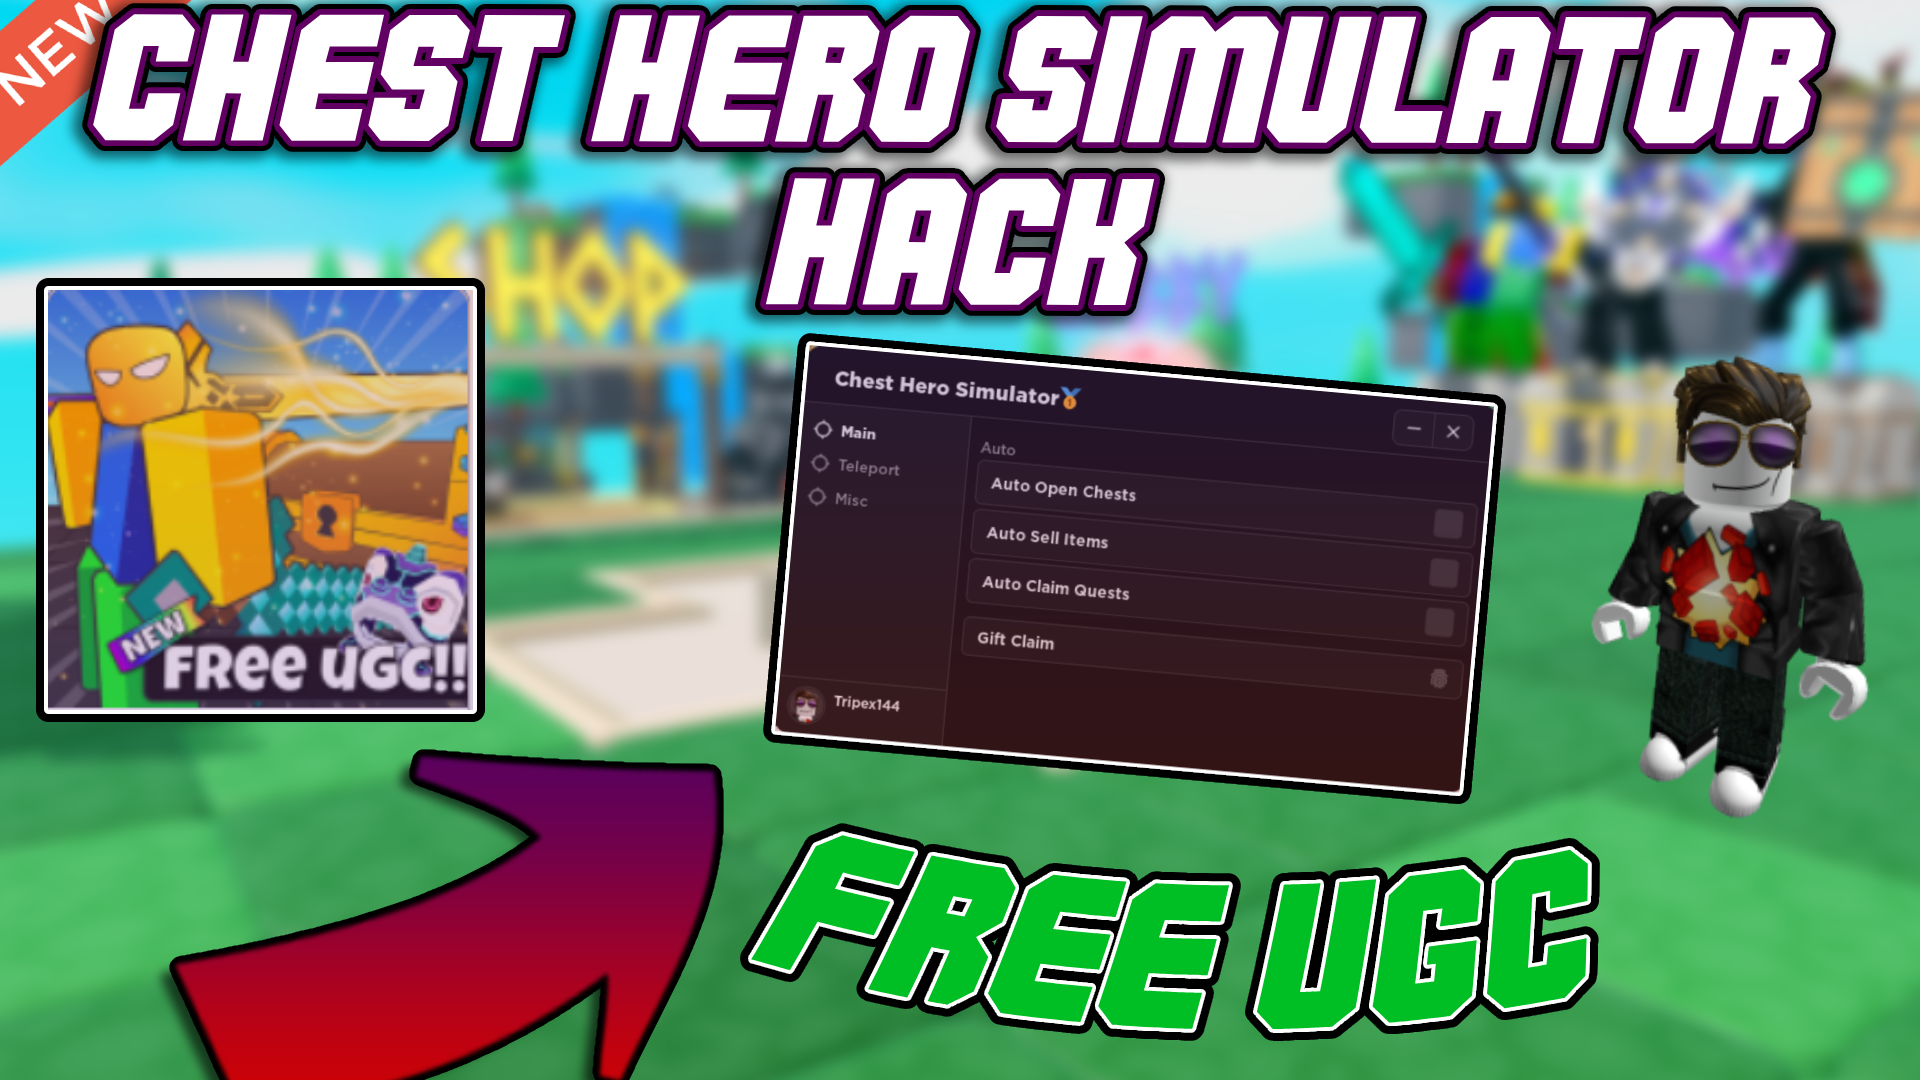 NEW
CHEST HERO SIMULATOR
HACK
SHOP
NEW
FREE UGC!!
Chest Hero Simulator
Main
Teleport
Misc
Auto
Auto Open Chests
Auto Sell Items
Auto Claim Quests
Gift Claim
Tripex144
FREE UGC